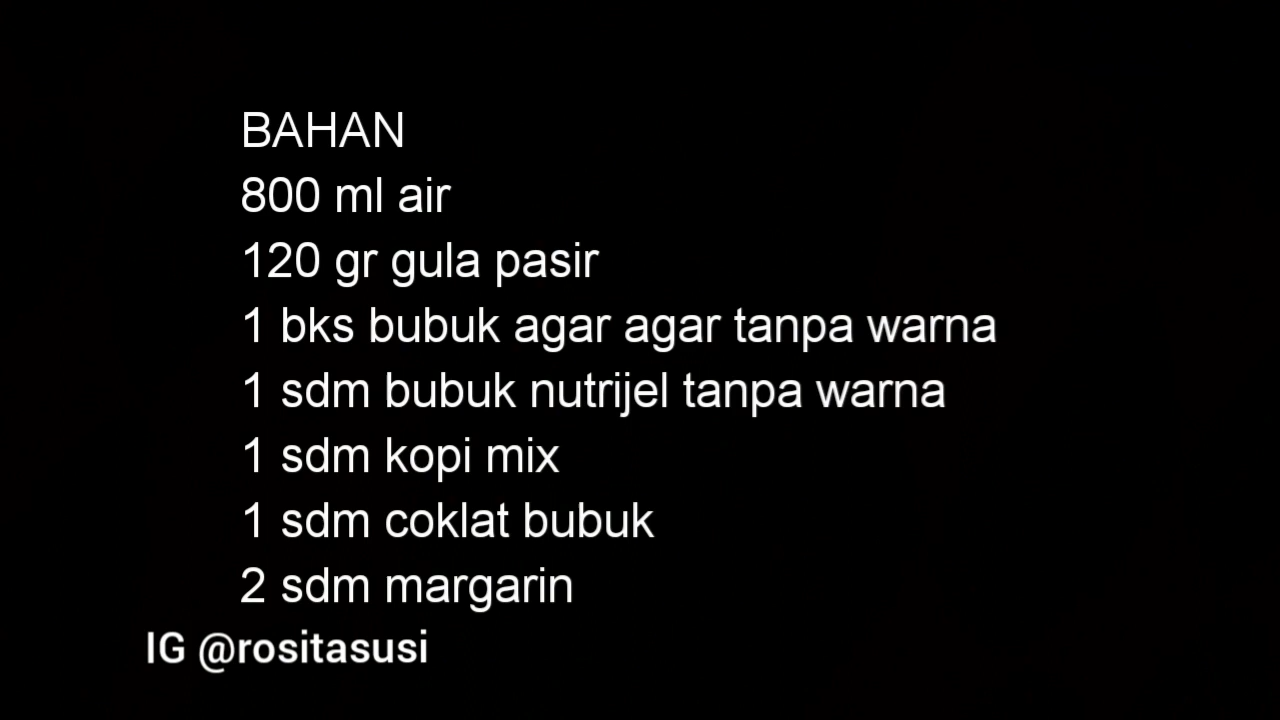 BAHAN
800 ml air
120 gr gula pasir
1 bks bubuk agar agar tanpa warna
1 sdm bubuk nutrijel tanpa warna
1 sdm kopi mix
1 sdm coklat bubuk
2 sdm margarin
IG @rositasusi